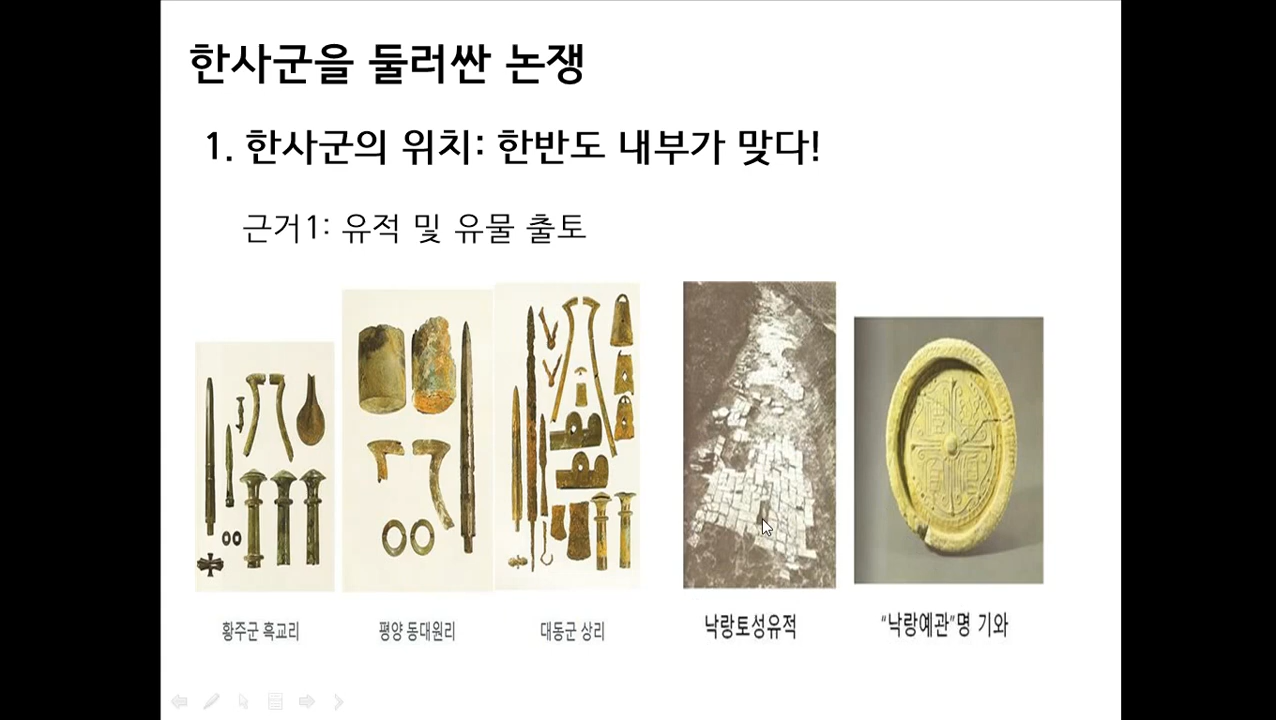 한사군을 둘러싼 논쟁
1. 한사군의 위치: 한반도 내부가 맞다!
근거1: 유적 및 유물 출토
황주군 흑교리
평양 동대원리
대동군 상리
낙랑토성유적
"낙랑예관"명 기와